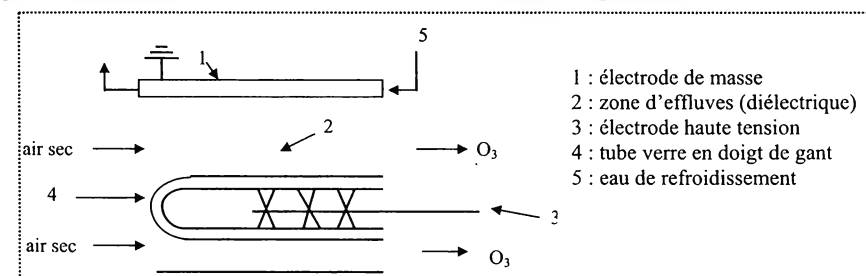 5
1
1 : électrode de masse
2 : zone d'effluves (diélectrique)
3 : électrode haute tension
4 : tube verre en doigt de gant
5 : eau de refroidissement
2
air sec
O₃
4
3
air sec
O₃